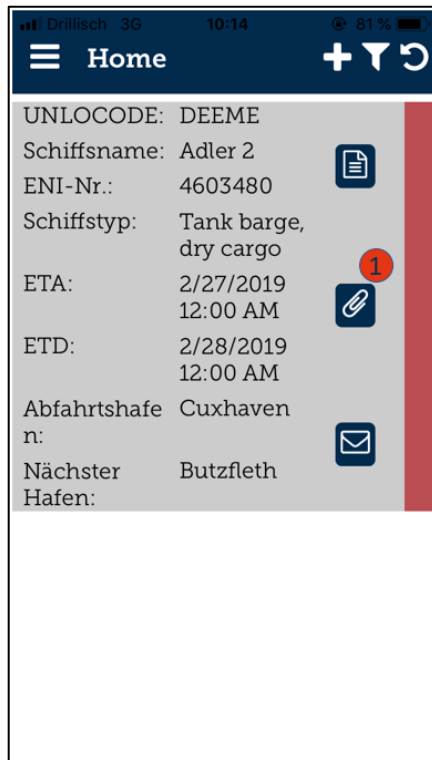 Drillisch 3G 10:14 81 %
Home
UNLOCODE: DEEME
Schiffsname: Adler 2
ENI-Nr.: 4603480
Schiffstyp: Tank barge,
dry cargo
1
ETA: 2/27/2019
12:00 AM
ETD: 2/28/2019
12:00 AM
Abfahrtshafe Cuxhaven
n:
Nächster Butzfleth
Hafen: